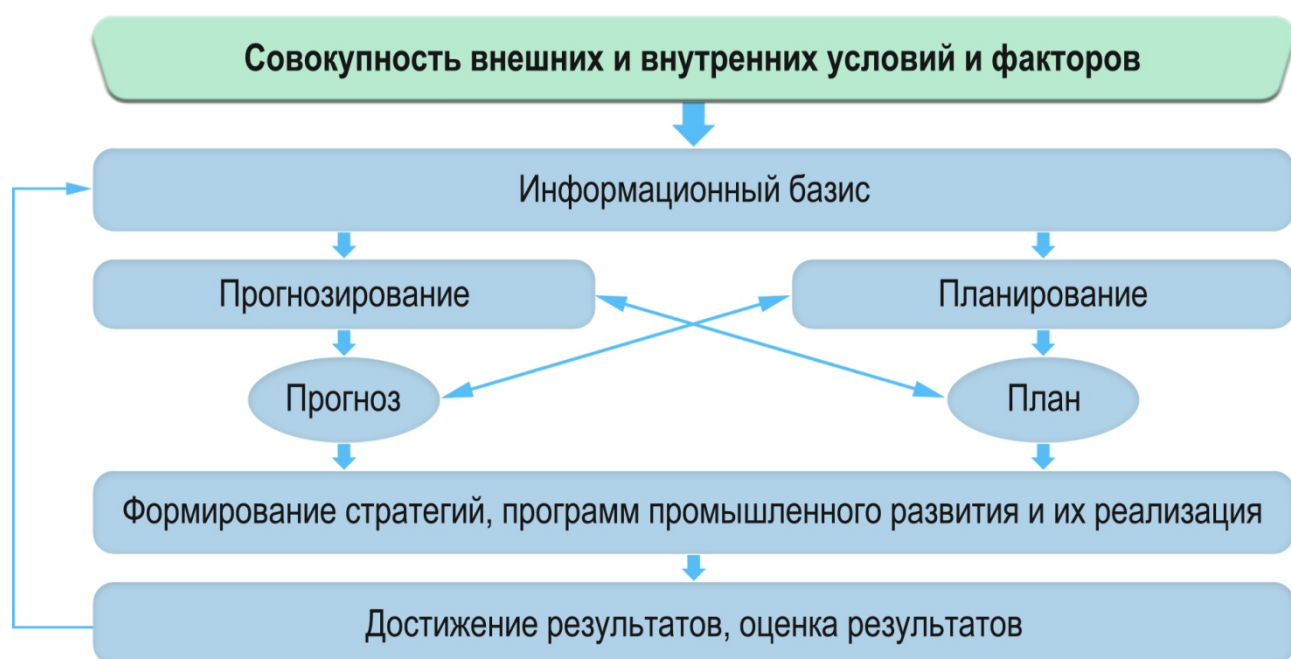 Совокупность внешних и внутренних условий и факторов
Информационный базис
Прогнозирование
Планирование
Прогноз
План
Формирование стратегий, программ промышленного развития и их реализация
Достижение результатов, оценка результатов